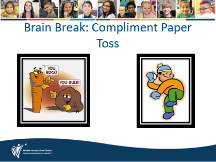 Brain Break: Compliment Paper
Toss
YOU
ROCK!
YOU RULE!